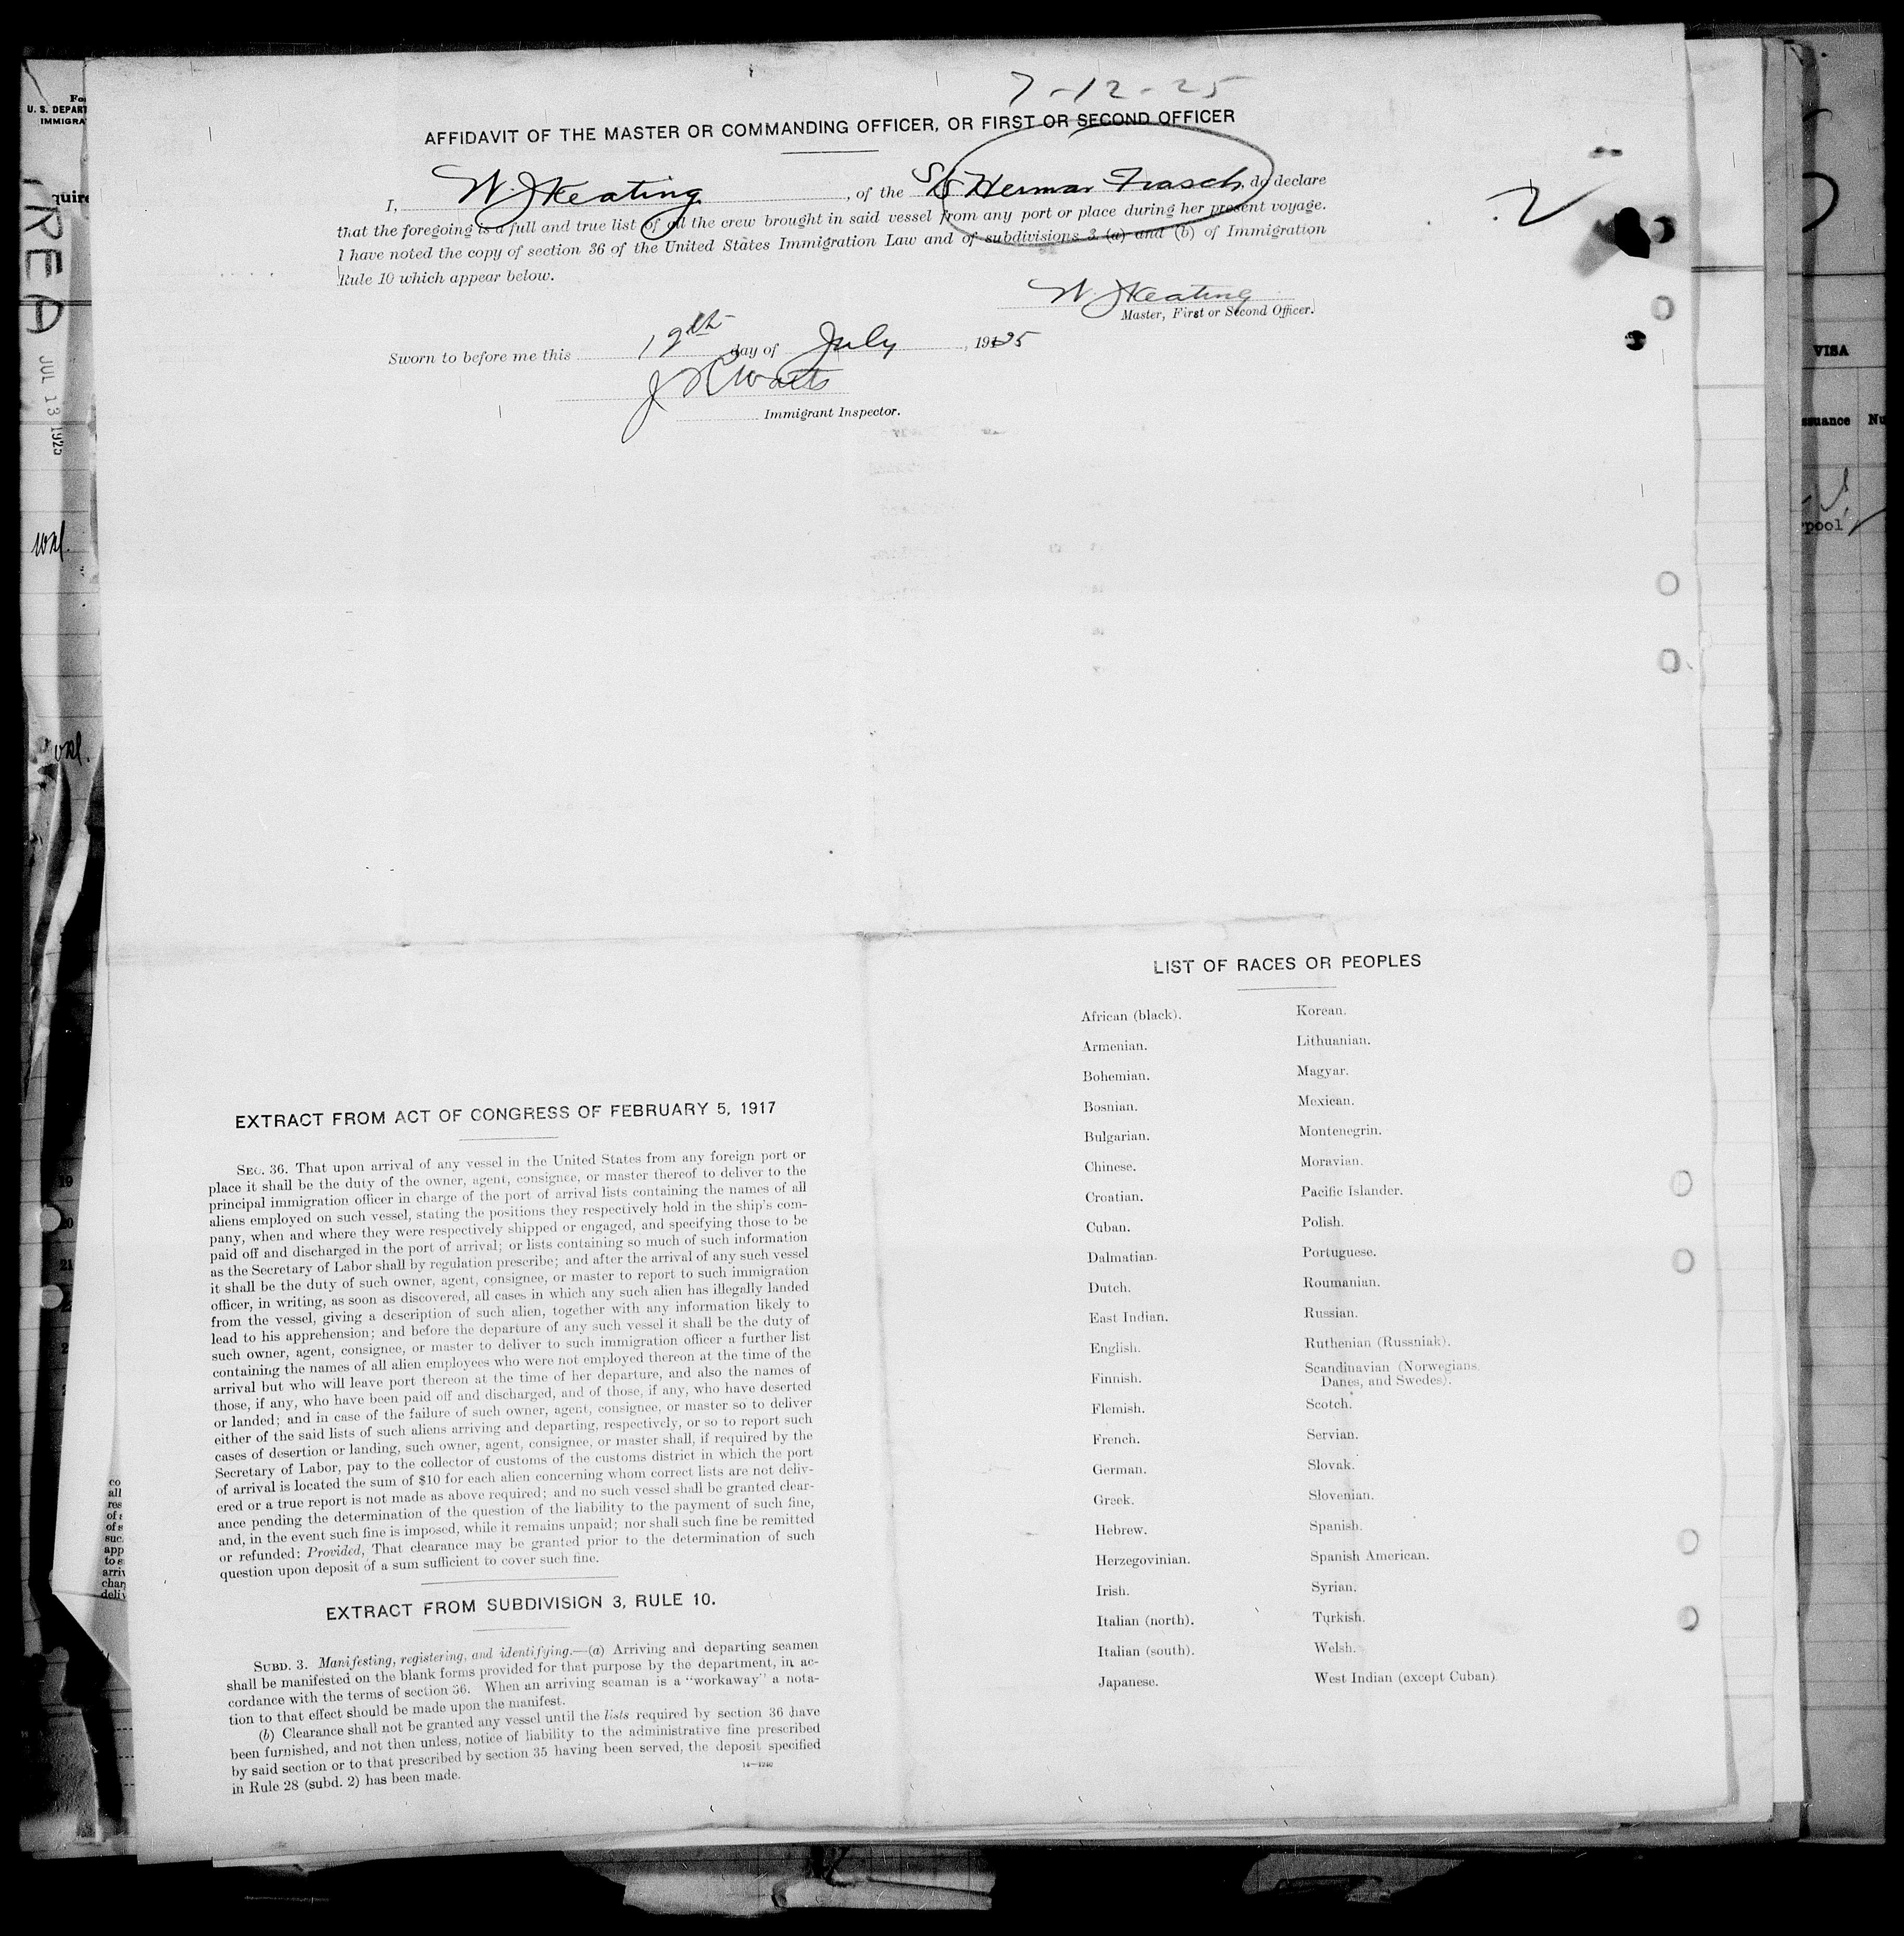 7-12-25
AFFIDAVIT OF THE MASTER OR COMMANDING OFFICER, OR FIRST OR SECOND OFFICER
I, W. J Keating, of the S/S Herman Frasch, do declare
that the foregoing is a full and true list of all the crew brought in said vessel from any port or place during her present voyage.
I have noted the copy of section 36 of the United States Immigration Law and of subdivisions 3 (a) and (b) of Immigration
Rule 10 which appear below.
2
W. J Keating
Master, First or Second Officer.
Sworn to before me this 12th day of July, 1925
Immigrant Inspector.
EXTRACT FROM ACT OF CONGRESS OF FEBRUARY 5, 1917
SEC. 36. That upon arrival of any vessel in the United States from any foreign port or
place it shall be the duty of the owner, agent, consignee, or master thereof to deliver to the
principal immigration officer in charge of the port of arrival lists containing the names of all
aliens employed on such vessel, stating the positions they respectively hold in the ship's com-
pany, when and where they were respectively shipped or engaged, and specifying those to be
paid off and discharged in the port of arrival; or lists containing so much of such information
as the Secretary of Labor shall by regulation prescribe; and after the arrival of any such vessel
it shall be the duty of such owner, agent, consignee, or master to report to such immigration
officer, in writing, as soon as discovered, all cases in which any such alien has illegally landed
from the vessel, giving a description of such alien, together with any information likely to
lead to his apprehension; and before the departure of any such vessel it shall be the duty of
such owner, agent, consignee, or master to deliver to such immigration officer a further list
containing the names of all alien employees who were not employed thereon at the time of the
arrival but who will leave port thereon at the time of her departure, and also the names of
those, if any, who have been paid off and discharged, and of those, if any, who have deserted
or landed; and in case of the failure of such owner, agent, consignee, or master so to deliver
either of the said lists of such aliens arriving and departing, respectively, or so to report such
cases of desertion or landing, such owner, agent, consignee, or master shall, if required by the
Secretary of Labor, pay to the collector of customs of the customs district in which the port
of arrival is located the sum of $10 for each alien concerning whom correct lists are not deliv-
ered or a true report is not made as above required; and no such vessel shall be granted clear-
ance pending the determination of the question of the liability to the payment of such fine,
and, in the event such fine is imposed, while it remains unpaid; nor shall such fine be remitted
or refunded: Provided, That clearance may be granted prior to the determination of such
question upon deposit of a sum sufficient to cover such fine.
EXTRACT FROM SUBDIVISION 3, RULE 10.
SUBD. 3. Manifesting, registering, and identifying.—(a) Arriving and departing seamen
shall be manifested on the blank forms provided for that purpose by the department, in ac-
cordance with the terms of section 36. When an arriving seaman is a "workaway" a nota-
tion to that effect should be made upon the manifest.
(b) Clearance shall not be granted any vessel until the lists required by section 36 have
been furnished, and not then unless, notice of liability to the administrative fine prescribed
by said section or to that prescribed by section 35 having been served, the deposit specified
in Rule 28 (subd. 2) has been made.
14—1240
LIST OF RACES OR PEOPLES
African (black).
Armenian.
Bohemian.
Bosnian.
Bulgarian.
Chinese.
Croatian.
Cuban.
Dalmatian.
Dutch.
East Indian.
English.
Finnish.
Flemish.
French.
German.
Greek.
Hebrew.
Herzegovinian.
Irish.
Italian (north).
Italian (south).
Japanese.
Korean.
Lithuanian.
Magyar.
Mexican.
Montenegrin.
Moravian.
Pacific Islander.
Polish.
Portuguese.
Roumanian.
Russian.
Ruthenian (Russniak).
Scandinavian (Norwegians,
Danes, and Swedes).
Scotch.
Servian.
Slovak.
Slovenian.
Spanish.
Spanish American.
Syrian.
Turkish.
Welsh.
West Indian (except Cuban).
U. S. DEPART
IMMIGRA
quire
JUL 13 1925
VISA
ssuance Nu
pool
19
20
21
co
all
res
of s
of s
suc
app
to s
arriv
char
deliv